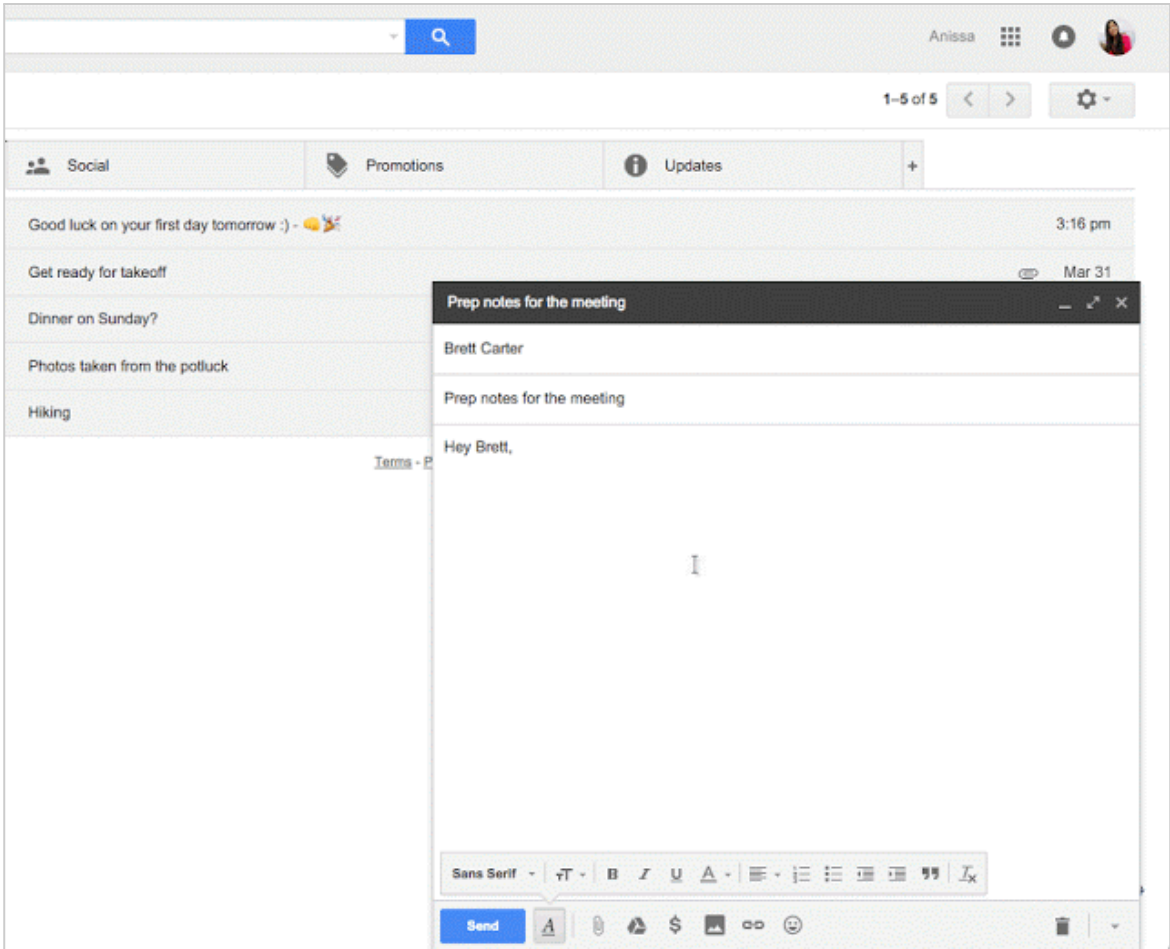 Anissa
1–5 of 5
Social
Promotions
Updates
+
Good luck on your first day tomorrow :) - 👊🎉
3:16 pm
Get ready for takeoff
Mar 31
Dinner on Sunday?
Photos taken from the potluck
Hiking
Terms - P
Prep notes for the meeting
Brett Carter
Prep notes for the meeting
Hey Brett,
Sans Serif
Send